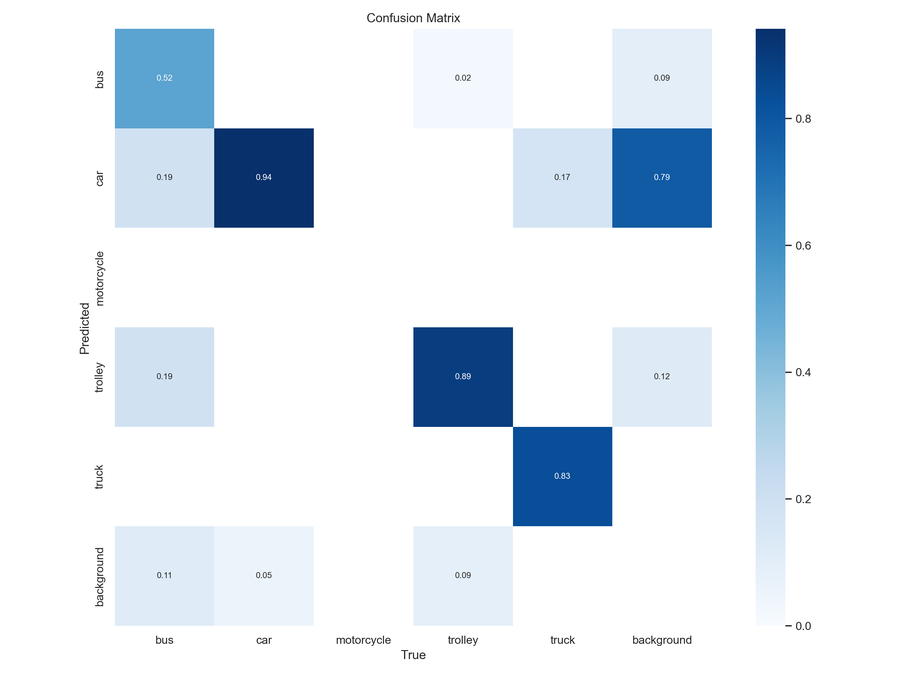 Confusion Matrix
bus
0.52
0.02
0.09
car
0.19
0.94
0.17
0.79
0.8
0.6
motorcycle
Predicted
trolley
0.19
0.89
0.12
0.4
truck
0.83
0.2
background
0.11
0.05
0.09
0.0
bus car motorcycle trolley truck background
True